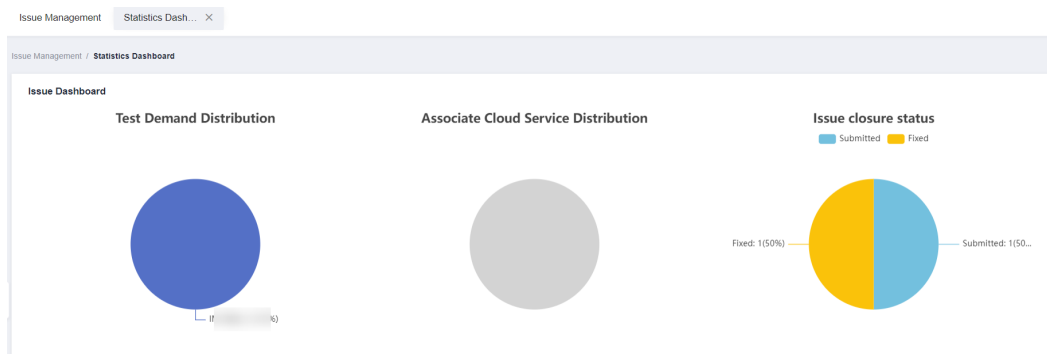 Issue Management Statistics Dash... ×
Issue Management / Statistics Dashboard
Issue Dashboard
Test Demand Distribution
Associate Cloud Service Distribution
Issue closure status
Submitted Fixed
Fixed: 1(50%)
Submitted: 1(50...